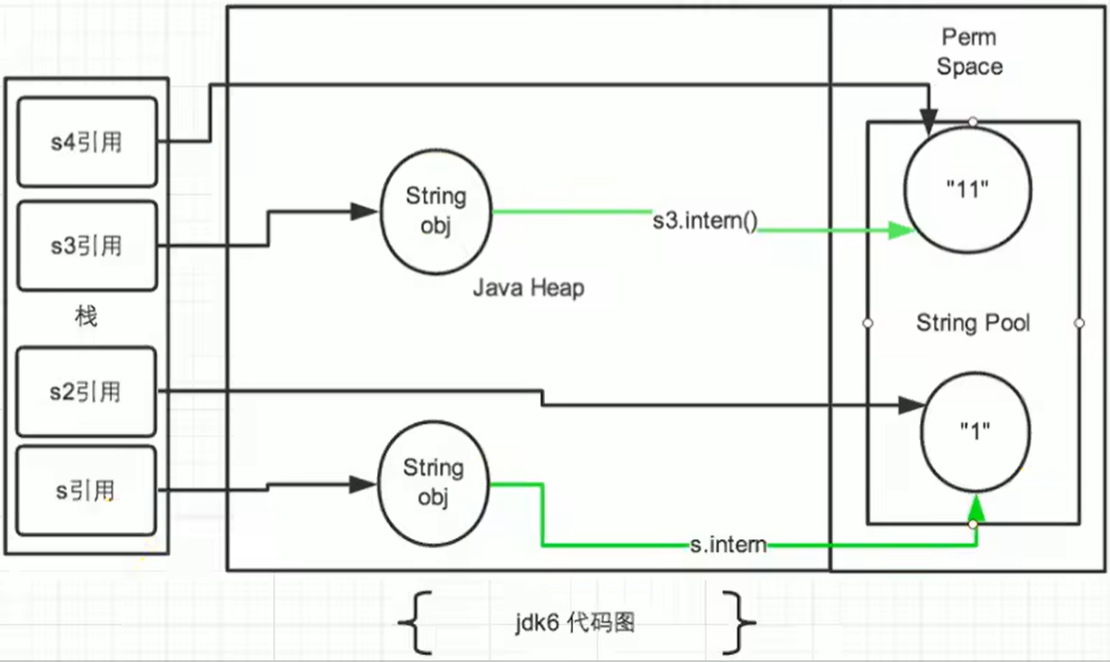 Perm
Space
s4引用
String
obj
"11"
s3.intern()
s3引用
Java Heap
栈
String Pool
s2引用
"1"
String
obj
s引用
s.intern
jdk6 代码图